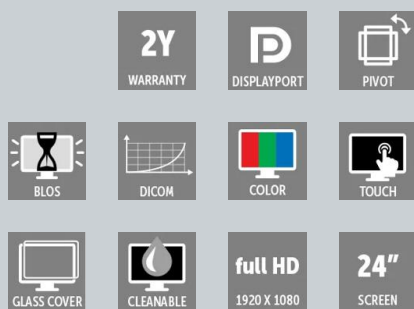 2Y
WARRANTY
DISPLAYPORT
PIVOT
BLOS
DICOM
COLOR
TOUCH
GLASS COVER
CLEANABLE
full HD
1920 X 1080
24"
SCREEN